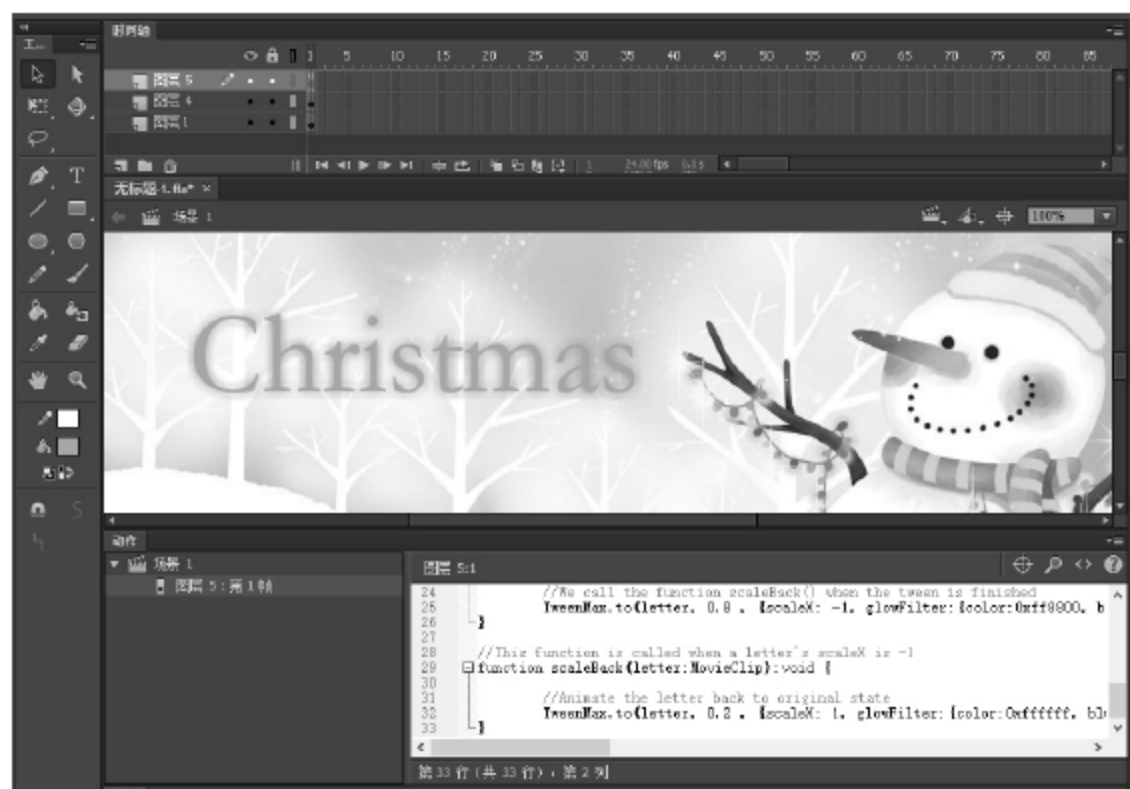 工...
时间轴
1 5 10 15 20 25 30 35 40 45 50 55 60 65 70 75 80 85
图层 5
图层 4
图层 1
1 24.00 fps 0.0 s
无标题-1.fla* ×
场景 1
100%
T
Christmas
动作
场景 1
图层 5 : 第 1 帧
图层 5:1
24 //We call the function scaleBack() when the tween is finished
25 TweenMax.to(letter, 0.8 , {scaleX: -1, glowFilter:{color:0xff8800, b
26 }
27
28 //This function is called when a letter's scaleX is -1
29 function scaleBack(letter:MovieClip):void {
30
31 //Animate the letter back to original state
32 TweenMax.to(letter, 0.2 , {scaleX: 1, glowFilter:{color:0xffffff, blu
33 }
第 33 行 (共 33 行) , 第 2 列